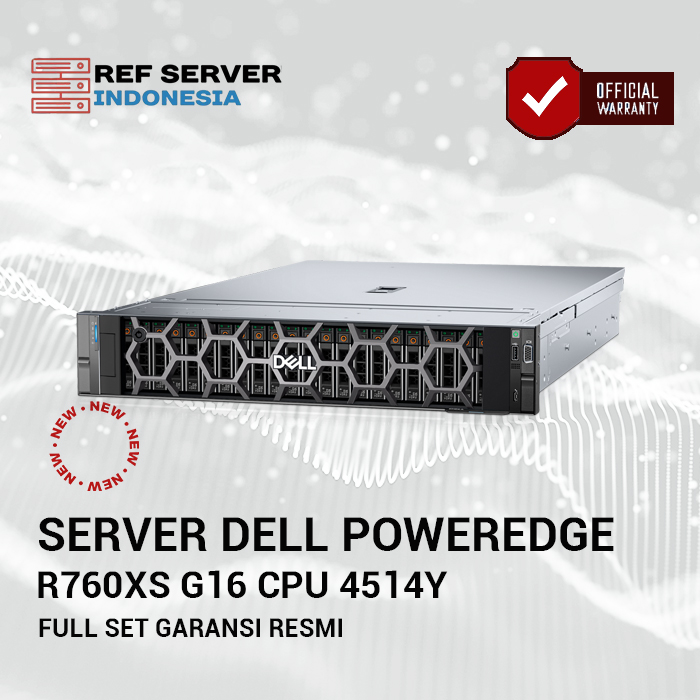 REF SERVER
INDONESIA
OFFICIAL
WARRANTY
DELL
NEW • NEW • NEW • NEW • NEW •
SERVER DELL POWEREDGE
R760XS G16 CPU 4514Y
FULL SET GARANSI RESMI